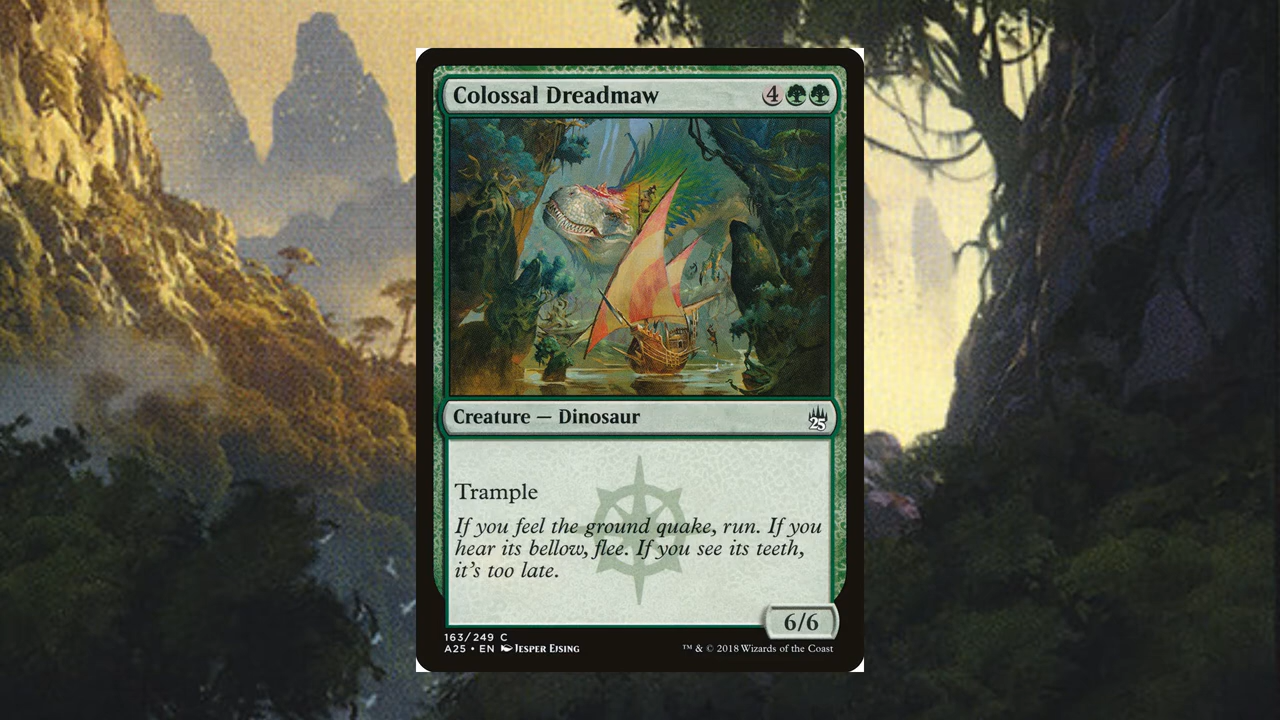 Colossal Dreadmaw 4
Creature — Dinosaur 25
Trample
If you feel the ground quake, run. If you
hear its bellow, flee. If you see its teeth,
it's too late.
6/6
163/249 C
A25 • EN Jesper Ejsing ™ & © 2018 Wizards of the Coast